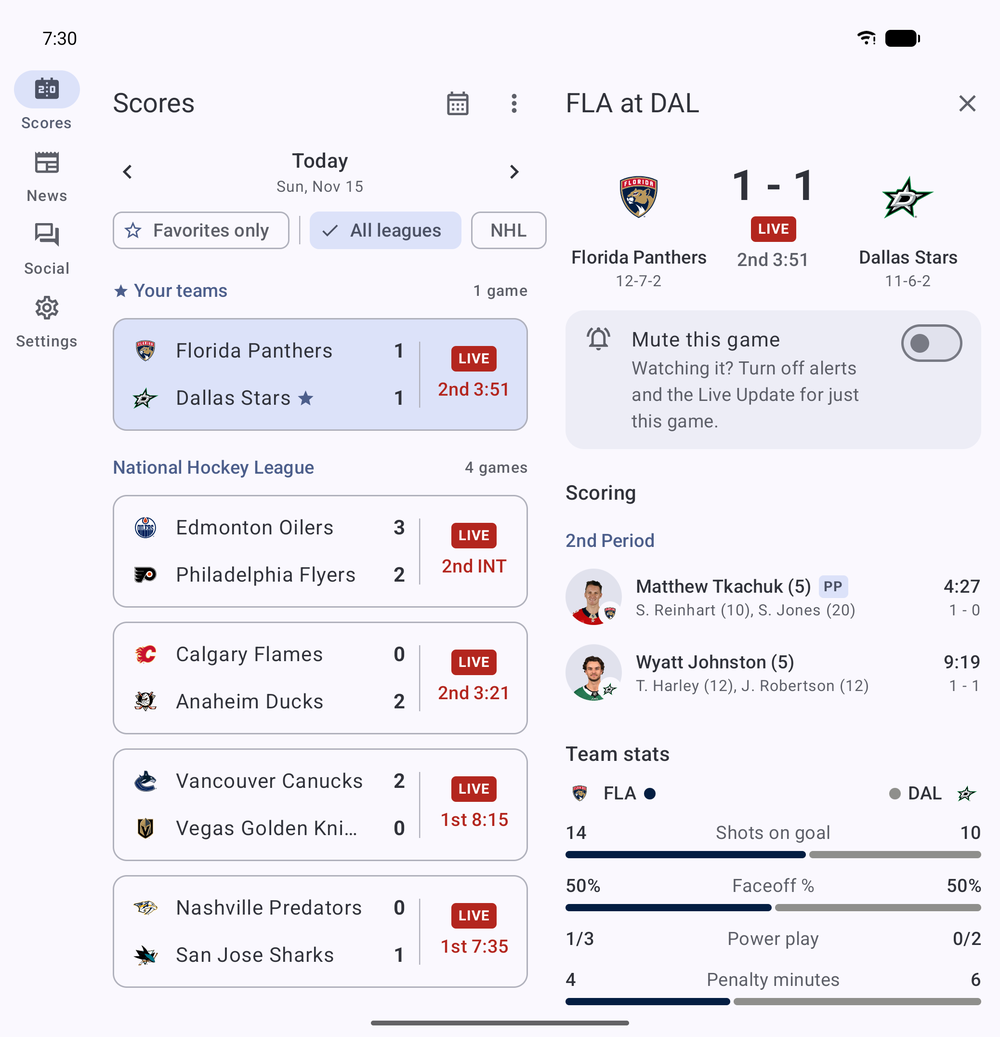 7:30
Scores
News
Social
Settings
Scores
Today
Sun, Nov 15
Favorites only
All leagues
NHL
Your teams
1 game
Florida Panthers 1
Dallas Stars 1
LIVE
2nd 3:51
National Hockey League
4 games
Edmonton Oilers 3
Philadelphia Flyers 2
LIVE
2nd INT
Calgary Flames 0
Anaheim Ducks 2
LIVE
2nd 3:21
Vancouver Canucks 2
Vegas Golden Kni... 0
LIVE
1st 8:15
Nashville Predators 0
San Jose Sharks 1
LIVE
1st 7:35
FLA at DAL
1 - 1
LIVE
2nd 3:51
Florida Panthers
12-7-2
Dallas Stars
11-6-2
Mute this game
Watching it? Turn off alerts
and the Live Update for just
this game.
Scoring
2nd Period
Matthew Tkachuk (5) PP 4:27
S. Reinhart (10), S. Jones (20) 1 - 0
Wyatt Johnston (5) 9:19
T. Harley (12), J. Robertson (12) 1 - 1
Team stats
FLA
DAL
14 Shots on goal 10
50% Faceoff % 50%
1/3 Power play 0/2
4 Penalty minutes 6